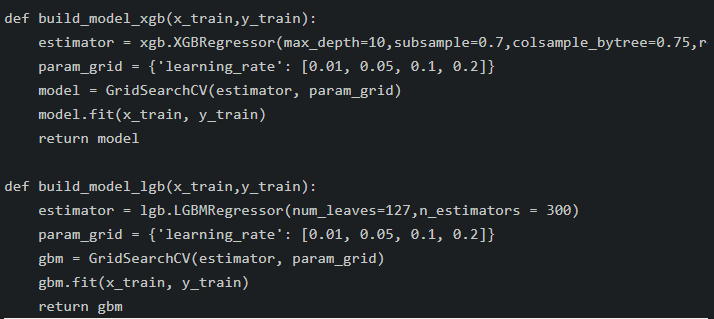 def build_model_xgb(x_train,y_train):
    estimator = xgb.XGBRegressor(max_depth=10,subsample=0.7,colsample_bytree=0.75,r
    param_grid = {'learning_rate': [0.01, 0.05, 0.1, 0.2]}
    model = GridSearchCV(estimator, param_grid)
    model.fit(x_train, y_train)
    return model
def build_model_lgb(x_train,y_train):
    estimator = lgb.LGBMRegressor(num_leaves=127,n_estimators = 300)
    param_grid = {'learning_rate': [0.01, 0.05, 0.1, 0.2]}
    gbm = GridSearchCV(estimator, param_grid)
    gbm.fit(x_train, y_train)
    return gbm